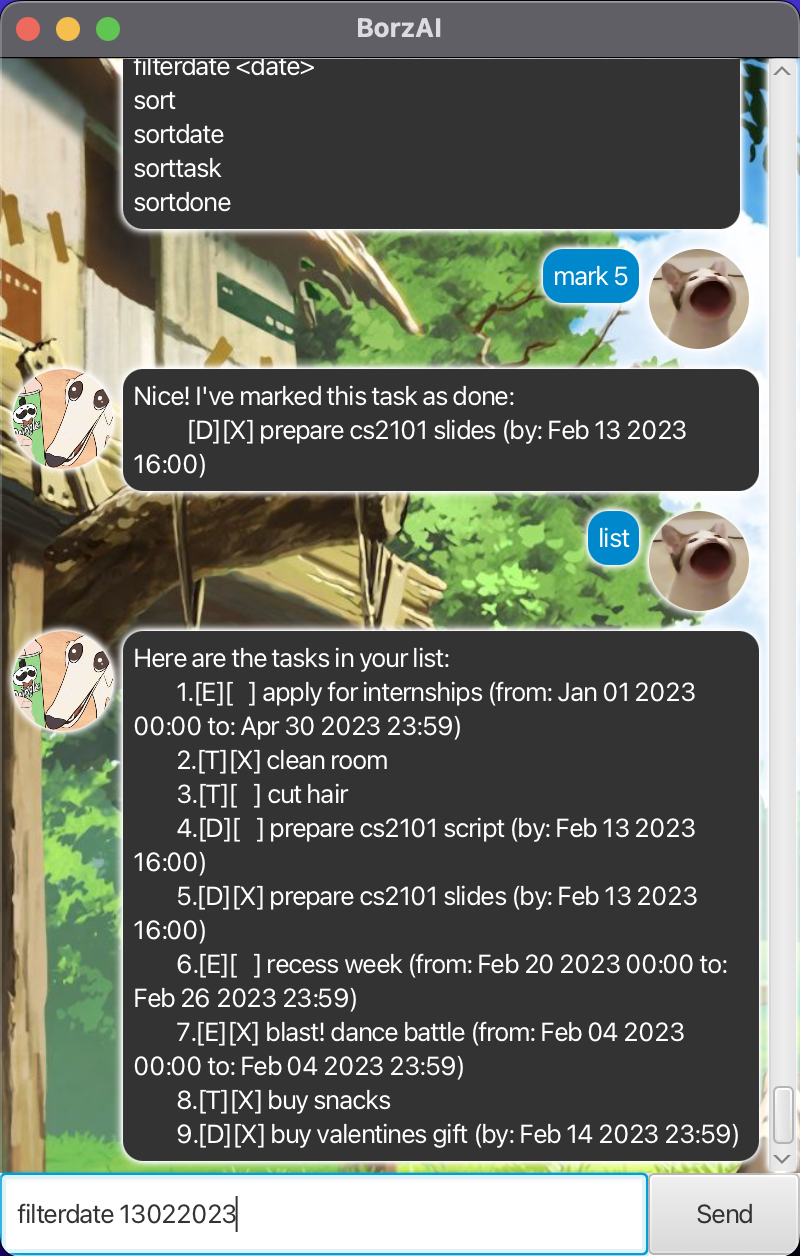 BorzAI
filterdate <date>
sort
sortdate
sorttask
sortdone
mark 5
Nice! I've marked this task as done:
[D][X] prepare cs2101 slides (by: Feb 13 2023
16:00)
list
Here are the tasks in your list:
1.[E][  ] apply for internships (from: Jan 01 2023
00:00 to: Apr 30 2023 23:59)
2.[T][X] clean room
3.[T][  ] cut hair
4.[D][  ] prepare cs2101 script (by: Feb 13 2023
16:00)
5.[D][X] prepare cs2101 slides (by: Feb 13 2023
16:00)
6.[E][  ] recess week (from: Feb 20 2023 00:00 to:
Feb 26 2023 23:59)
7.[E][X] blast! dance battle (from: Feb 04 2023
00:00 to: Feb 04 2023 23:59)
8.[T][X] buy snacks
9.[D][X] buy valentines gift (by: Feb 14 2023 23:59)
filterdate 13022023
Send